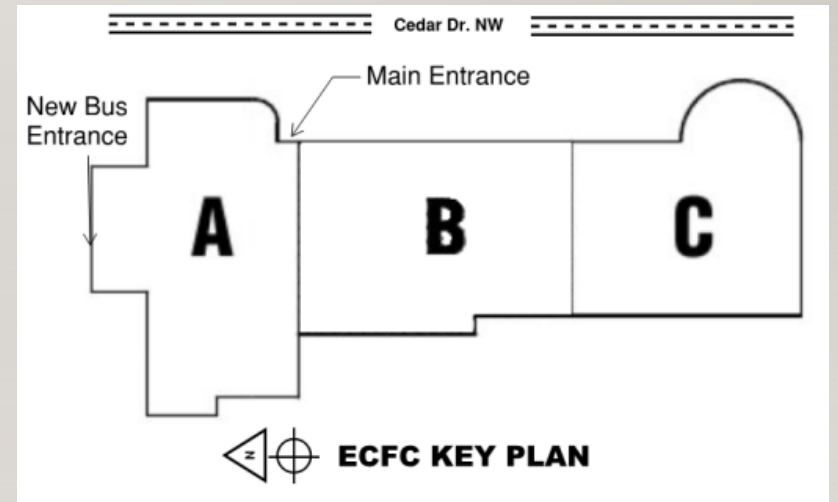 Cedar Dr. NW
Main Entrance
New Bus
Entrance
A
B
C
N
ECFC KEY PLAN